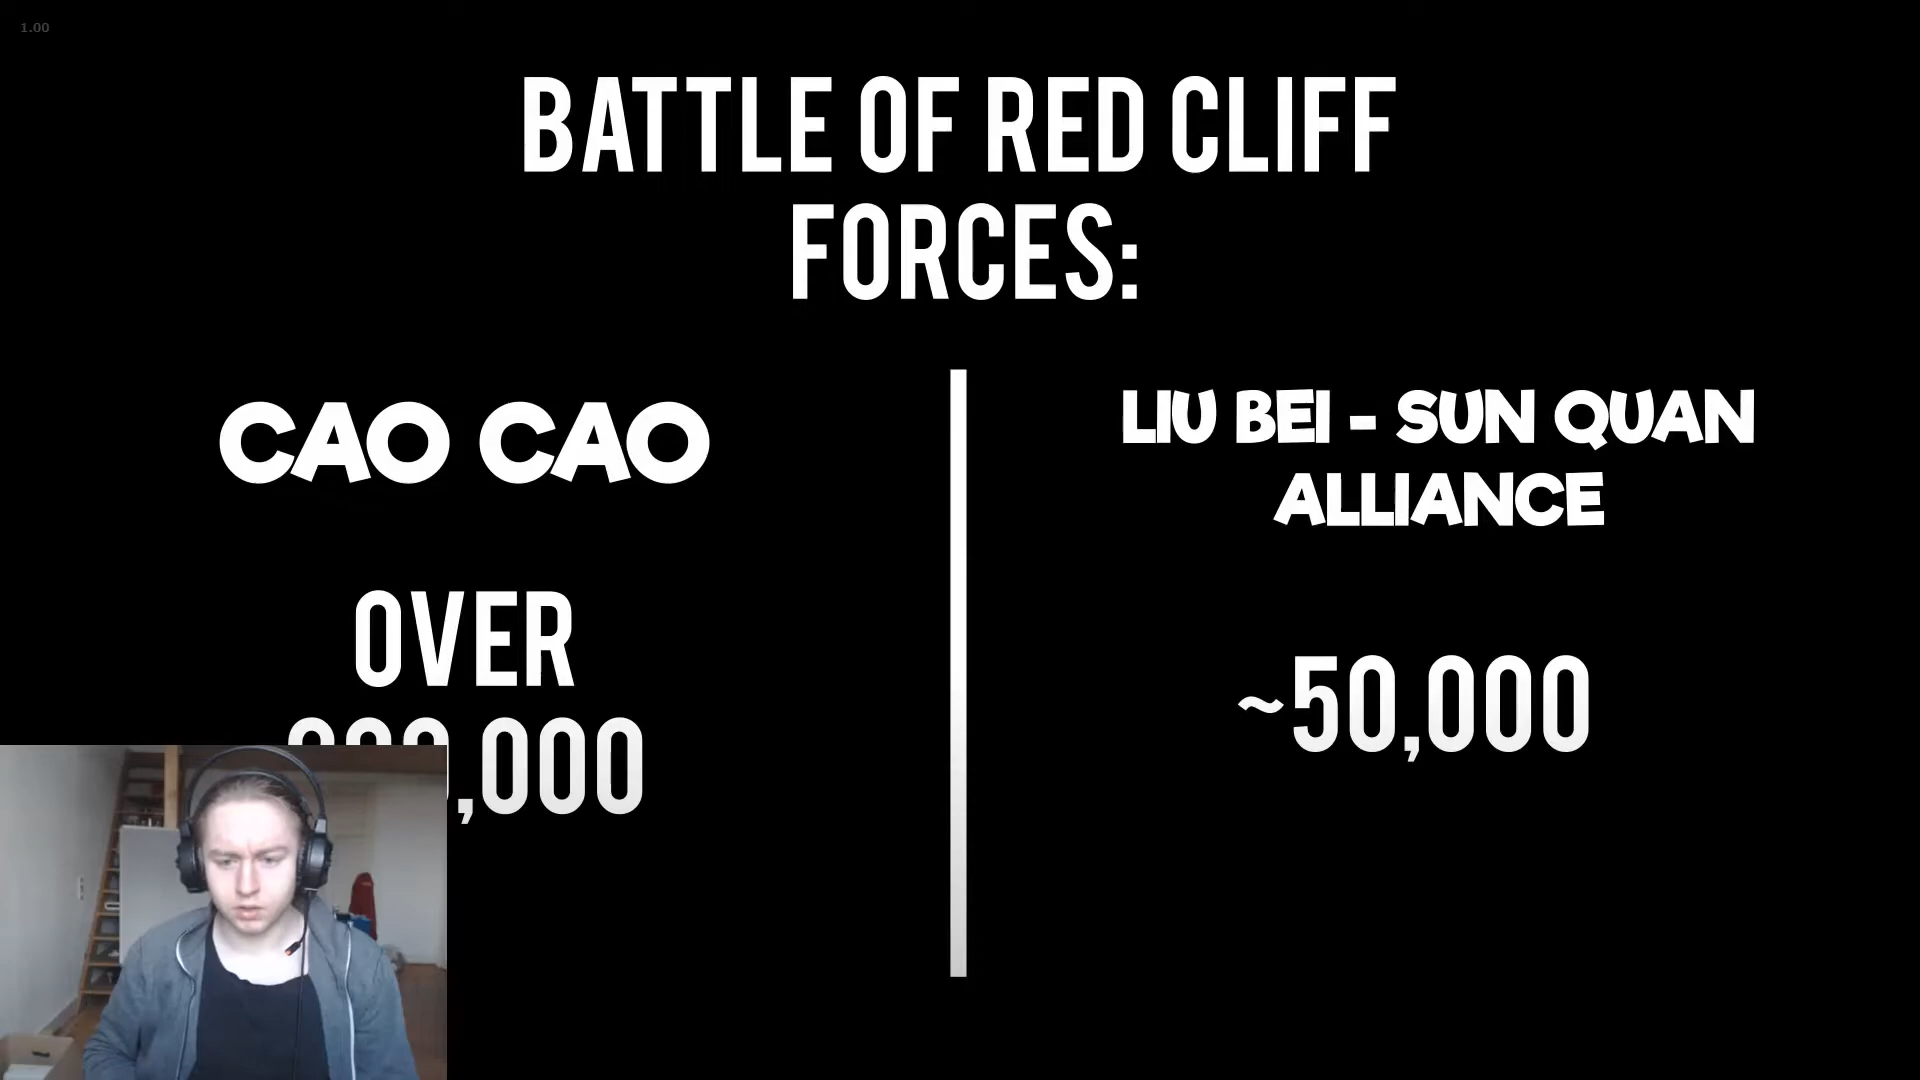 1.00
BATTLE OF RED CLIFF
FORCES:
CAO CAO
OVER
LIU BEI - SUN QUAN
ALLIANCE
~50,000